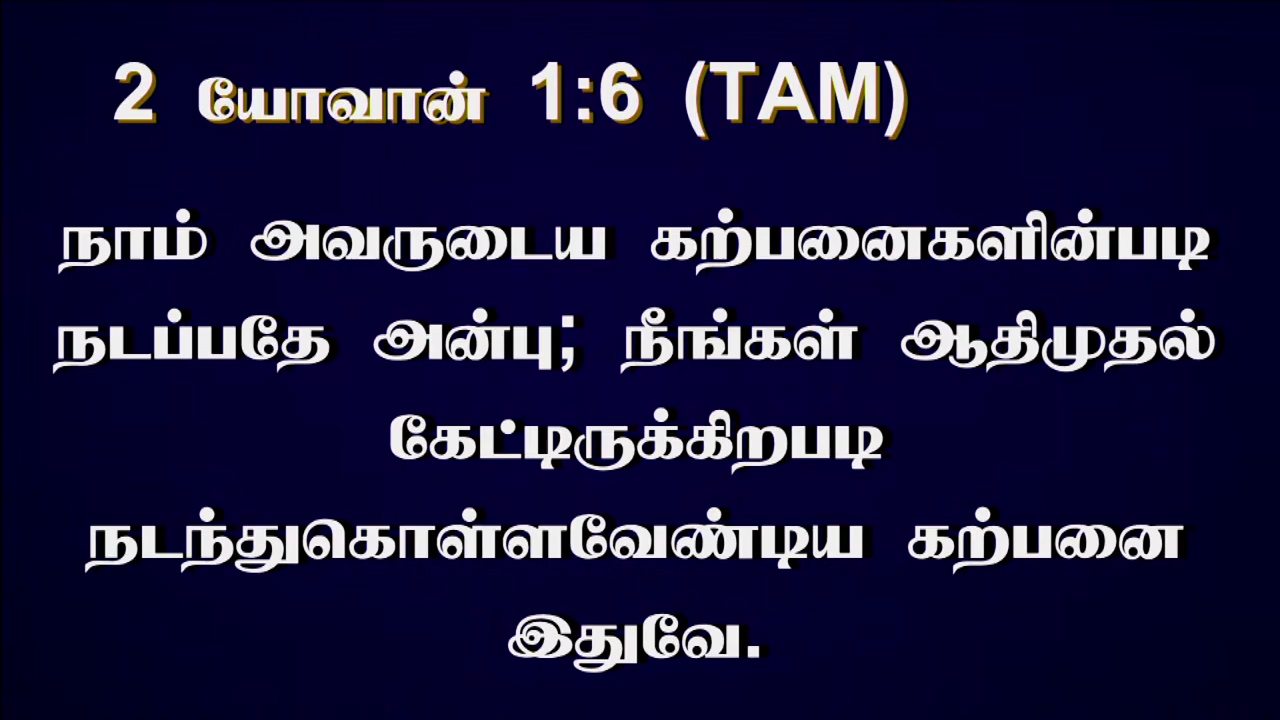 2 யோவான் 1:6 (TAM)
நாம் அவருடைய கற்பனைகளின்படி
நடப்பதே அன்பு; நீங்கள் ஆதிமுதல்
கேட்டிருக்கிறபடி
நடந்துகொள்ளவேண்டிய கற்பனை
இதுவே.